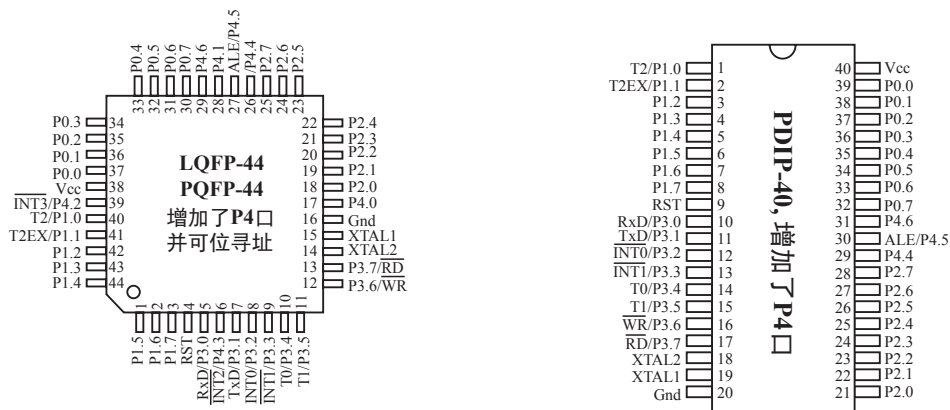 P0.4
P0.5
P0.6
P0.7
P4.6
P4.1
ALE/P4.5
/P4.4
P2.7
P2.6
P2.5
33
32
31
30
29
28
27
26
25
24
23
P0.3 34
P0.2 35
P0.1 36
P0.0 37
Vcc 38
INT3/P4.2 39
T2/P1.0 40
T2EX/P1.1 41
P1.2 42
P1.3 43
P1.4 44
LQFP-44
PQFP-44
增加了P4口
并可位寻址
22 P2.4
21 P2.3
20 P2.2
19 P2.1
18 P2.0
17 P4.0
16 Gnd
15 XTAL1
14 XTAL2
13 P3.7/RD
12 P3.6/WR
1
2
3
4
5
6
7
8
9
10
11
P1.5
P1.6
P1.7
RST
RxD/P3.0
INT2/P4.3
TxD/P3.1
INT0/P3.2
INT1/P3.3
T0/P3.4
T1/P3.5
T2/P1.0 1
T2EX/P1.1 2
P1.2 3
P1.3 4
P1.4 5
P1.5 6
P1.6 7
P1.7 8
RST 9
RxD/P3.0 10
TxD/P3.1 11
INT0/P3.2 12
INT1/P3.3 13
T0/P3.4 14
T1/P3.5 15
WR/P3.6 16
RD/P3.7 17
XTAL2 18
XTAL1 19
Gnd 20
PDIP-40, 增加了P4口
40 Vcc
39 P0.0
38 P0.1
37 P0.2
36 P0.3
35 P0.4
34 P0.5
33 P0.6
32 P0.7
31 P4.6
30 ALE/P4.5
29 P4.4
28 P2.7
27 P2.6
26 P2.5
25 P2.4
24 P2.3
23 P2.2
22 P2.1
21 P2.0